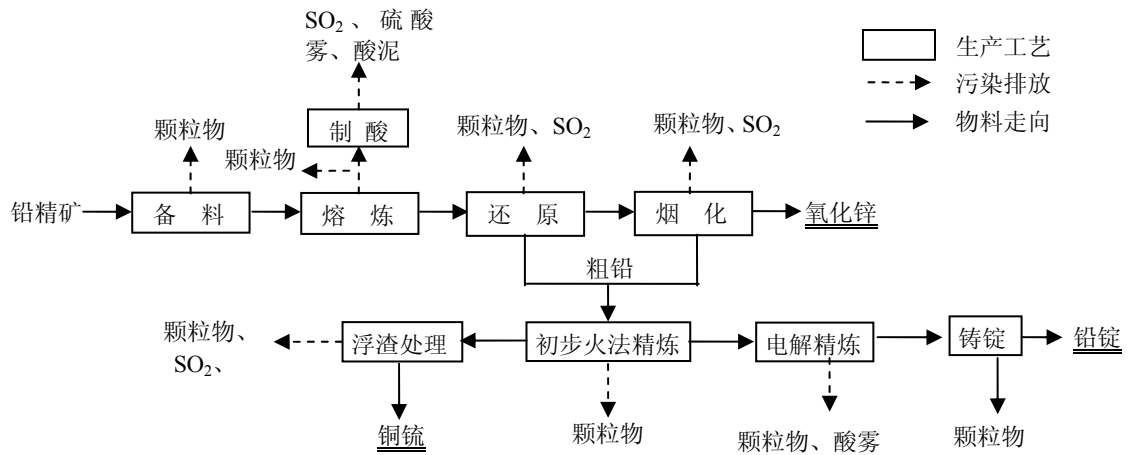 SO₂、硫酸
雾、酸泥
生产工艺
污染排放
物料走向
制 酸
颗粒物
颗粒物
颗粒物、SO₂
颗粒物、SO₂
铅精矿
备 料
熔 炼
还 原
烟 化
氧化锌
粗铅
颗粒物、
SO₂、
浮渣处理
初步火法精炼
电解精炼
铸锭
铅锭
铜锍
颗粒物
颗粒物、酸雾
颗粒物